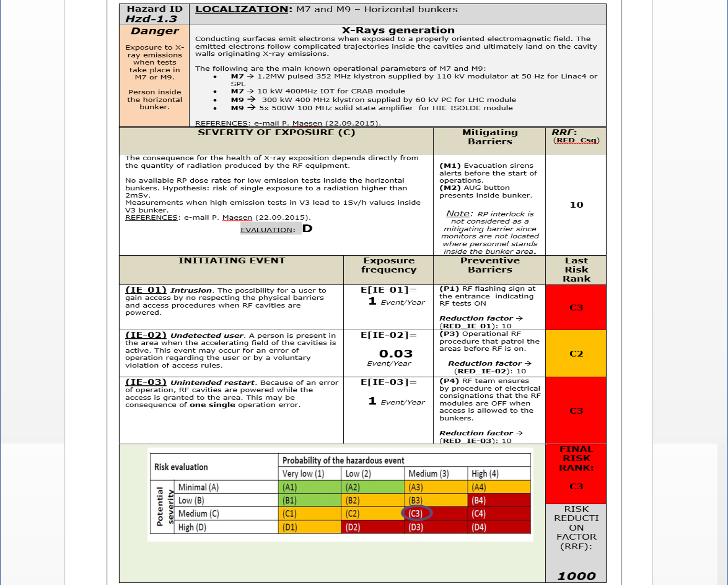 Hazard ID
Hzd-1.3
LOCALIZATION: M7 and M9 – Horizontal bunkers
Danger
Exposure to X-
ray emissions
when tests
take place in
M7 or M9.
Person inside
the horizontal
bunker.
X-Rays generation
Conducting surfaces emit electrons when exposed to a properly oriented electromagnetic field. The
emitted electrons follow complicated trajectories inside the cavities and ultimately land on the cavity
walls originating X-ray emissions.
The following are the main known operational parameters of M7 and M9:
• M7 → 1.2MW pulsed 352 MHz klystron supplied by 110 kV modulator at 50 Hz for Linac4 or
SPL
• M7 → 10 kW 400MHz IOT for CRAB module
• M9 → 300 kW 400 MHz klystron supplied by 60 kV PC for LHC module
• M9 → 5x 500W 100 MHz solid state amplifier for HIE ISOLDE module
REFERENCES: e-mail P. Maesen (22.09.2015).
SEVERITY OF EXPOSURE (C)
Mitigating
Barriers
RRF:
(RED_Csq)
The consequence for the health of X-ray exposition depends directly from
the quantity of radiation produced by the RF equipment.
No available RP dose rates for low emission tests inside the horizontal
bunkers. Hypothesis: risk of single exposure to a radiation higher than
2mSv.
Measurements when high emission tests in V3 lead to 1Sv/h values inside
V3 bunker.
REFERENCES: e-mail P. Maesen (22.09.2015).
EVALUATION: D
(M1) Evacuation sirens
alerts before the start of
operations.
(M2) AUG button
presents inside bunker.
Note: RP interlock is
not considered as a
mitigating barrier since
monitors are not located
where personnel stands
inside the bunker area.
10
INITIATING EVENT
Exposure
frequency
Preventive
Barriers
Last
Risk
Rank
(IE-01) Intrusion. The possibility for a user to
gain access by no respecting the physical barriers
and access procedures when RF cavities are
powered.
E[IE-01]=
1 Event/Year
(P1) RF flashing sign at
the entrance indicating
RF tests ON
Reduction factor →
(RED_IE-01): 10
C3
(IE-02) Undetected user. A person is present in
the area when the accelerating field of the cavities is
active. This event may occur for an error of
operation regarding the user or by a voluntary
violation of access rules.
E[IE-02]=
0.03
Event/Year
(P3) Operational RF
procedure that patrol the
areas before RF is on.
Reduction factor →
(RED_IE-02): 10
C2
(IE-03) Unintended restart. Because of an error
of operation, RF cavities are powered while the
access is granted to the area. This may be
consequence of one single operation error.
E[IE-03]=
1 Event/Year
(P4) RF team ensures
by procedure of electrical
consignations that the RF
modules are OFF when
access is allowed to the
bunkers.
Reduction factor →
(RED_IE-03): 10
C3
Risk evaluation
Probability of the hazardous event
Very low (1) Low (2) Medium (3) High (4)
Potential
severity
Minimal (A) (A1) (A2) (A3) (A4)
Low (B) (B1) (B2) (B3) (B4)
Medium (C) (C1) (C2) (C3) (C4)
High (D) (D1) (D2) (D3) (D4)
FINAL
RISK
RANK:
C3
RISK
REDUCTI
ON
FACTOR
(RRF):
1000